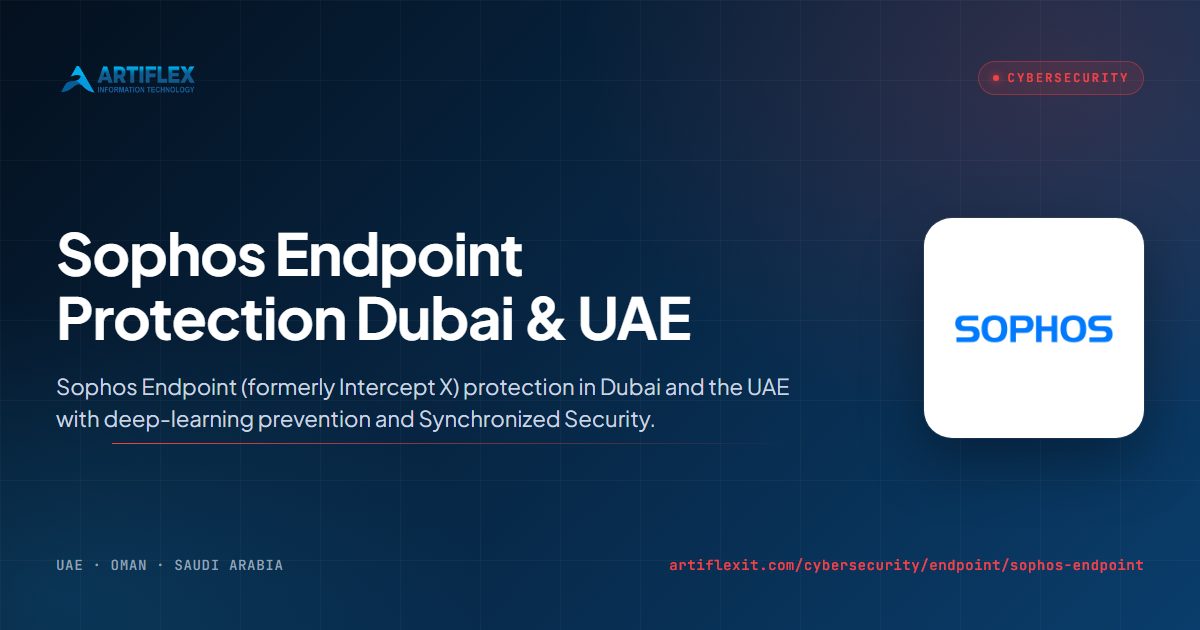 ARTIFLEX
INFORMATION TECHNOLOGY
CYBERSECURITY
Sophos Endpoint
Protection Dubai & UAE
Sophos Endpoint (formerly Intercept X) protection in Dubai and the UAE
with deep-learning prevention and Synchronized Security.
SOPHOS
UAE · OMAN · SAUDI ARABIA
artiflexit.com/cybersecurity/endpoint/sophos-endpoint